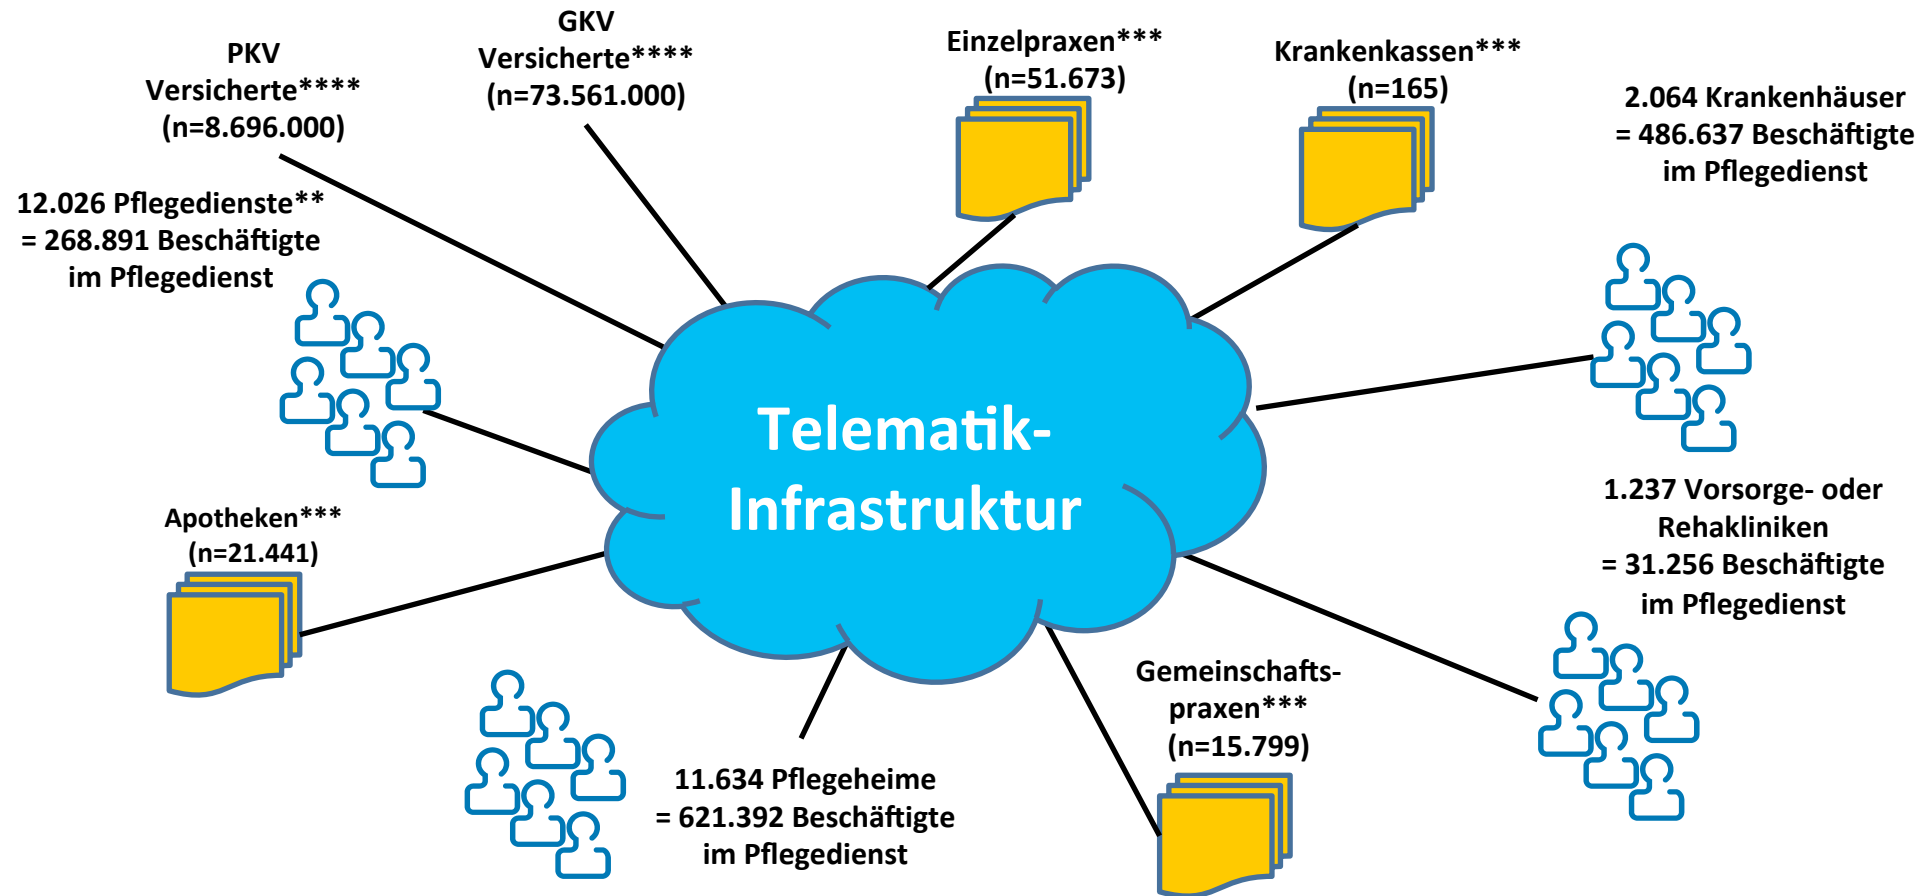 PKV
Versicherte****
(n=8.696.000)
GKV
Versicherte****
(n=73.561.000)
Einzelpraxen***
(n=51.673)
Krankenkassen***
(n=165)
2.064 Krankenhäuser
= 486.637 Beschäftigte
im Pflegedienst
12.026 Pflegedienste**
= 268.891 Beschäftigte
im Pflegedienst
Telematik-
Infrastruktur
Apotheken***
(n=21.441)
1.237 Vorsorge- oder
Rehakliniken
= 31.256 Beschäftigte
im Pflegedienst
11.634 Pflegeheime
= 621.392 Beschäftigte
im Pflegedienst
Gemeinschafts-
praxen***
(n=15.799)